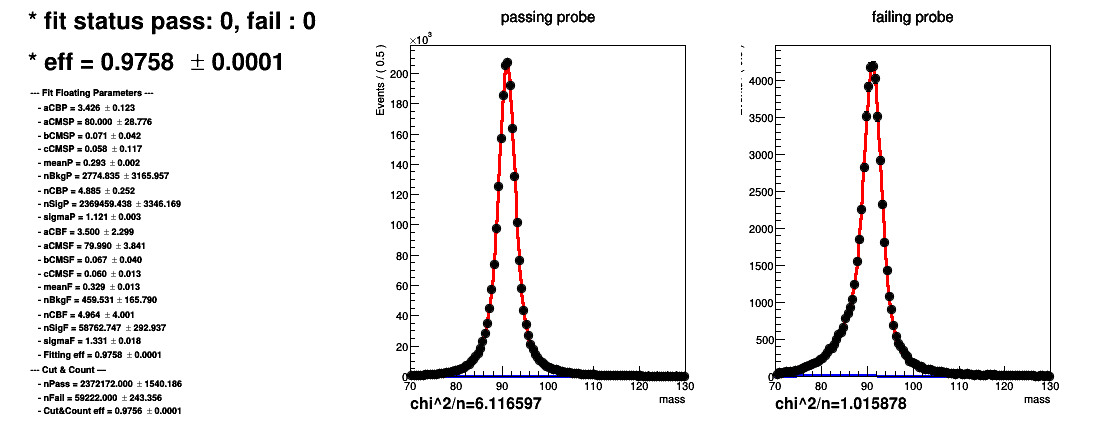 * fit status pass: 0, fail : 0
* eff = 0.9758 ± 0.0001
--- Fit Floating Parameters ---
- aCBP = 3.426 ± 0.123
- aCMSP = 80.000 ± 28.776
- bCMSP = 0.071 ± 0.042
- cCMSP = 0.058 ± 0.117
- meanP = 0.293 ± 0.002
- nBkgP = 2774.835 ± 3165.957
- nCBP = 4.885 ± 0.252
- nSigP = 2369459.438 ± 3346.169
- sigmaP = 1.121 ± 0.003
- aCBF = 3.500 ± 2.299
- aCMSF = 79.990 ± 3.841
- bCMSF = 0.067 ± 0.040
- cCMSF = 0.060 ± 0.013
- meanF = 0.329 ± 0.013
- nBkgF = 459.531 ± 165.790
- nCBF = 4.964 ± 4.001
- nSigF = 58762.747 ± 292.937
- sigmaF = 1.331 ± 0.018
- Fitting eff = 0.9758 ± 0.0001
--- Cut & Count ---
- nPass = 2372172.000 ± 1540.186
- nFail = 59222.000 ± 243.356
- Cut&Count eff = 0.9756 ± 0.0001
passing probe
×10³
Events / ( 0.5 )
200
180
160
140
120
100
80
60
40
20
0
70 80 90 100 110 120 130
mass
chi^2/n=6.116597
failing probe
4000
3500
3000
2500
2000
1500
1000
500
0
70 80 90 100 110 120 130
mass
chi^2/n=1.015878